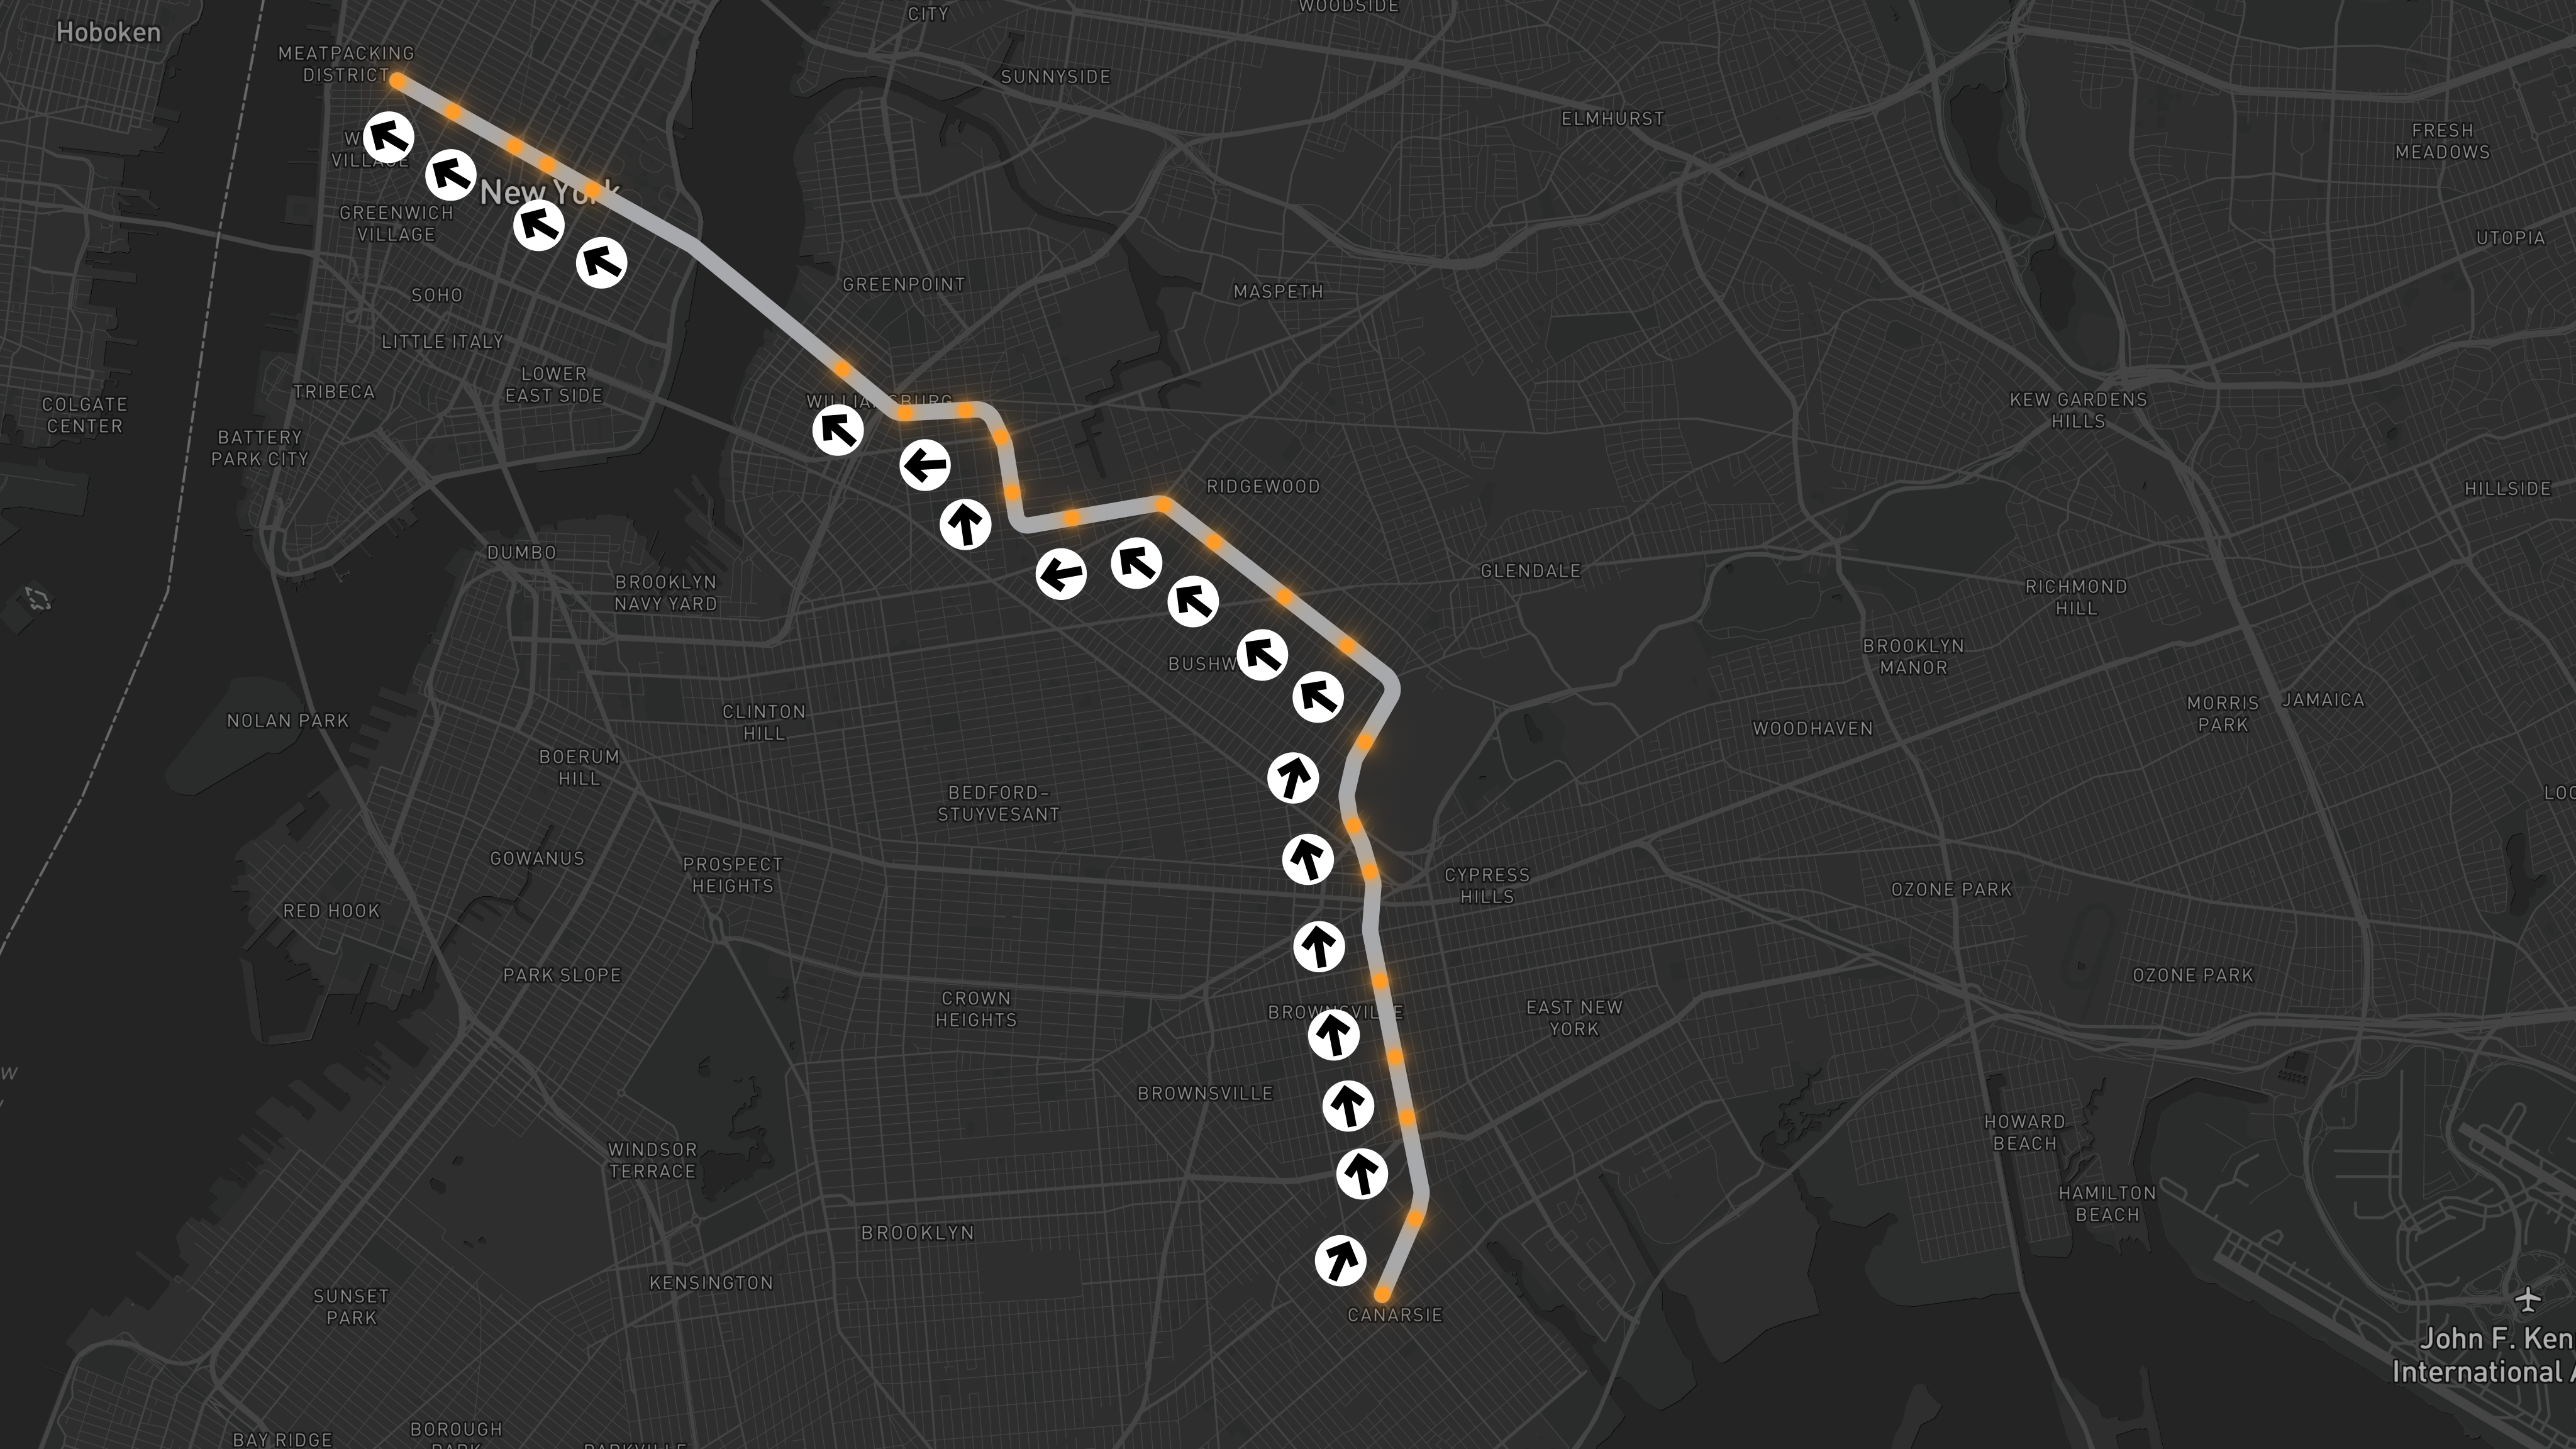 CITY
WOODSIDE
Hoboken
MEATPACKING
DISTRICT
SUNNYSIDE
ELMHURST
FRESH
MEADOWS
VILLAGE
New York
GREENWICH
VILLAGE
UTOPIA
GREENPOINT
MASPETH
SOHO
LITTLE ITALY
LOWER
EAST SIDE
TRIBECA
COLGATE
CENTER
WILLIAMSBURG
KEW GARDENS
HILLS
BATTERY
PARK CITY
RIDGEWOOD
HILLSIDE
DUMBO
GLENDALE
BROOKLYN
NAVY YARD
RICHMOND
HILL
BROOKLYN
MANOR
BUSHW
NOLAN PARK
CLINTON
HILL
MORRIS
PARK
JAMAICA
WOODHAVEN
BOERUM
HILL
BEDFORD–
STUYVESANT
LOC
GOWANUS
PROSPECT
HEIGHTS
CYPRESS
HILLS
OZONE PARK
RED HOOK
PARK SLOPE
OZONE PARK
CROWN
HEIGHTS
BROWNSVILLE
EAST NEW
YORK
W
BROWNSVILLE
HOWARD
BEACH
WINDSOR
TERRACE
HAMILTON
BEACH
BROOKLYN
KENSINGTON
SUNSET
PARK
CANARSIE
John F. Ken
International A
BOROUGH
PARK
BAY RIDGE
PARKVILLE